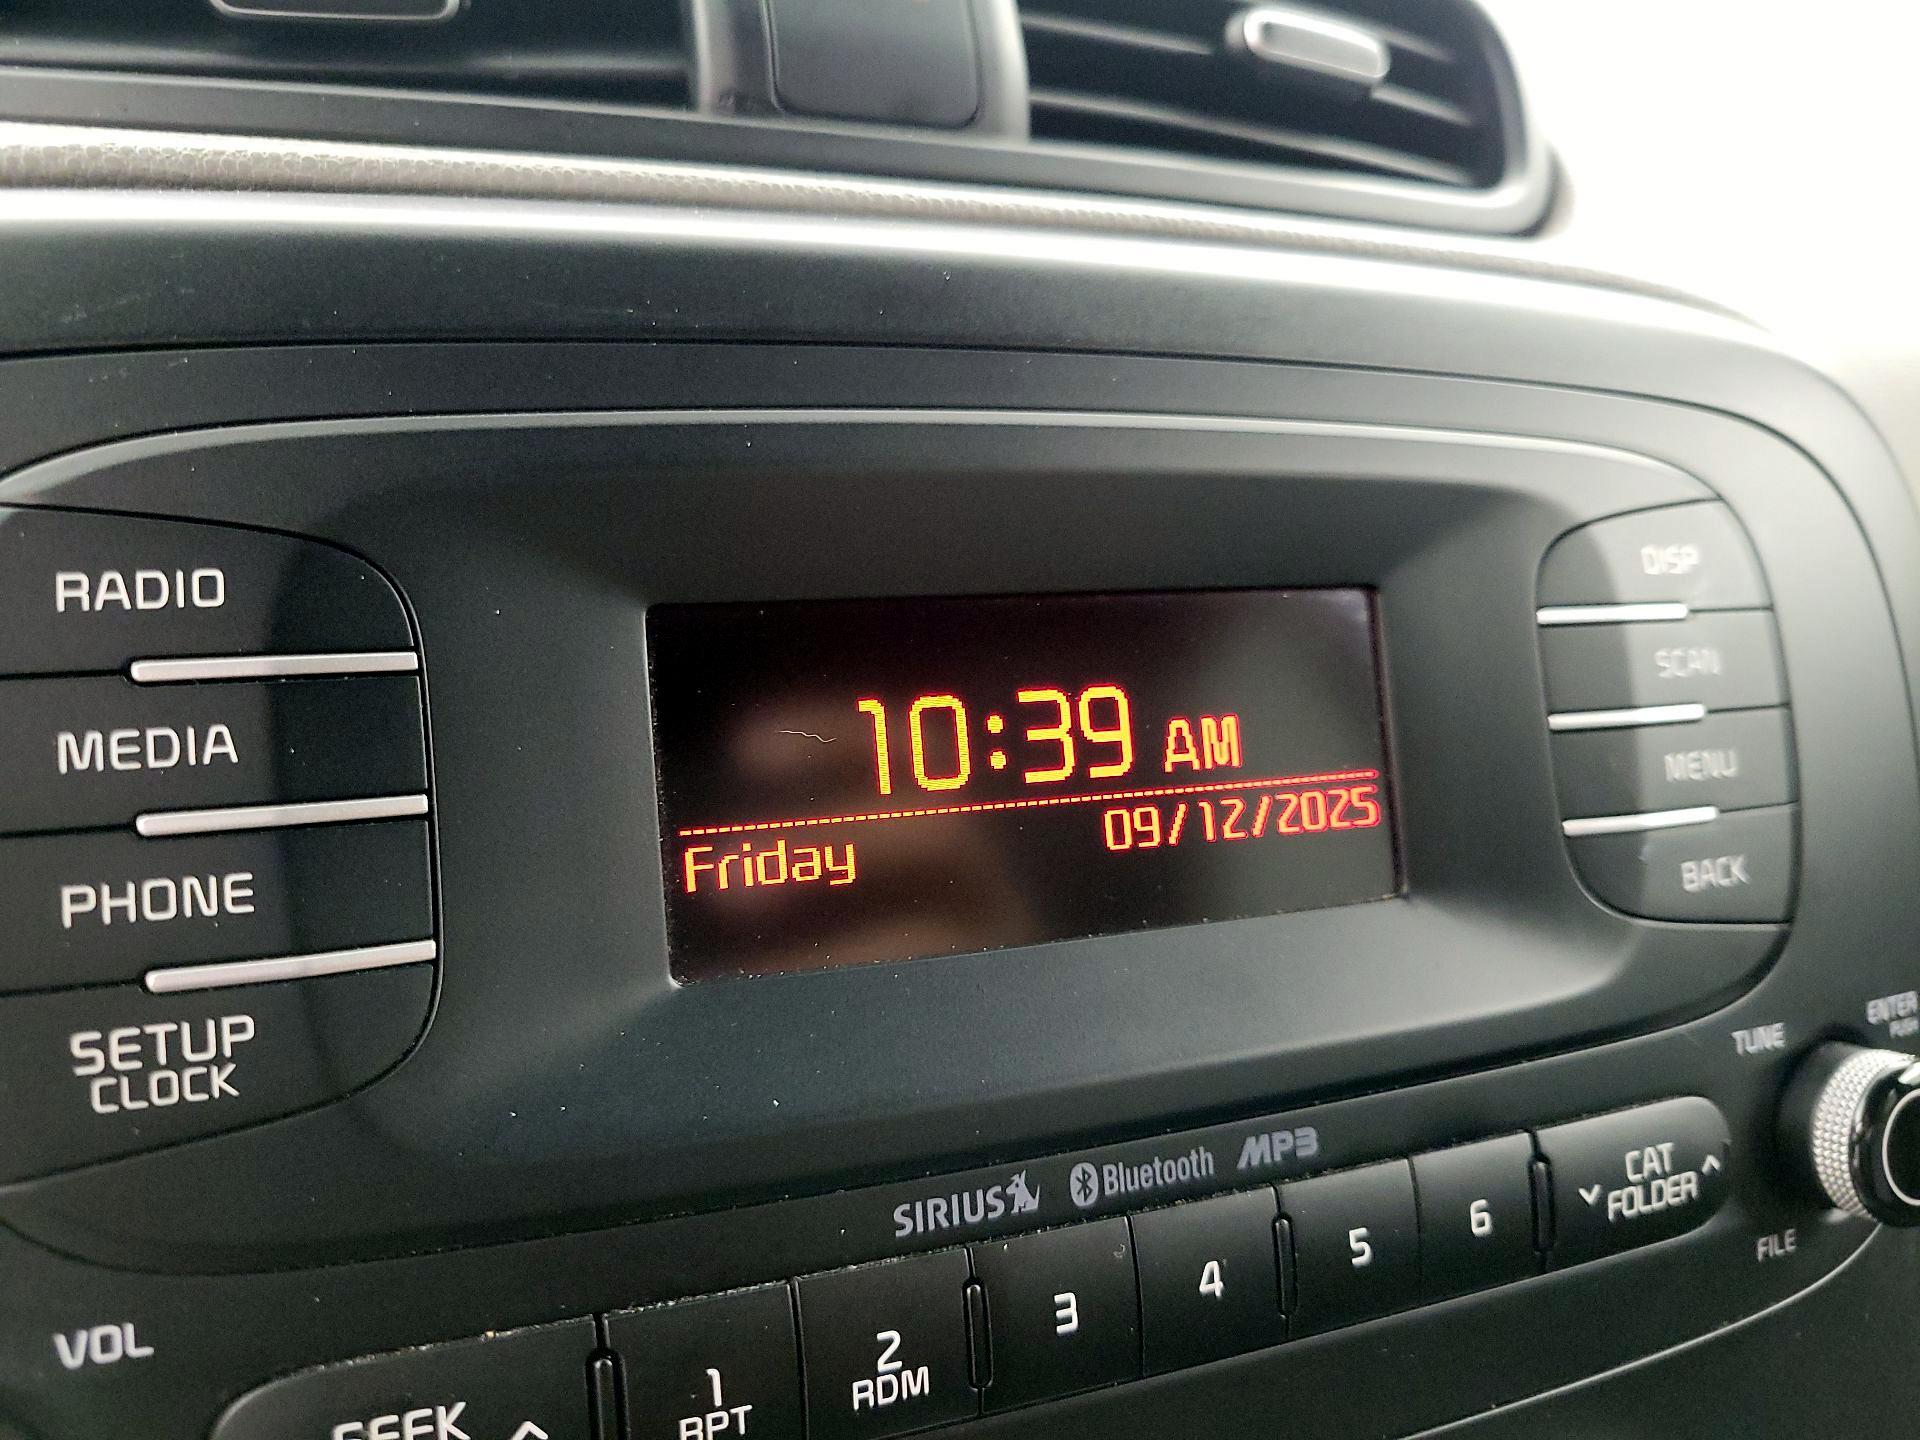 RADIO
MEDIA
PHONE
SETUP
CLOCK
10:39 AM
Friday 09/12/2025
DISP
SCAN
MENU
BACK
ENTER
PUSH
TUNE
FILE
SIRIUS Bluetooth MP3
VOL
SEEK
1
RPT
2
RDM
3
4
5
6
CAT
FOLDER